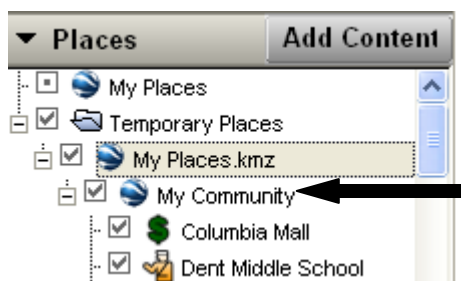 Places Add Content
My Places
Temporary Places
My Places.kmz
My Community
Columbia Mall
Dent Middle School